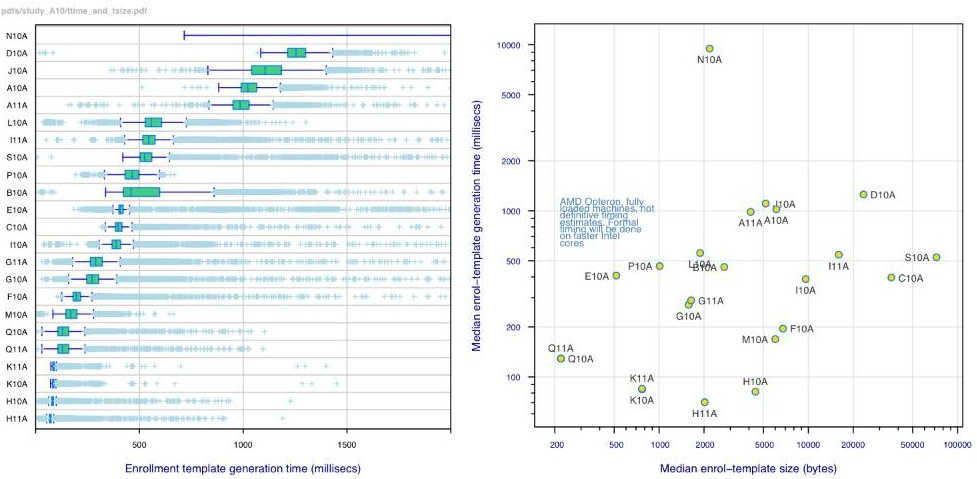 pdfs/study_A10/ttime_and_tsize.pdf
N10A
D10A
J10A
A10A
A11A
L10A
I11A
S10A
P10A
B10A
E10A
C10A
I10A
G11A
G10A
F10A
M10A
Q10A
Q11A
K11A
K10A
H10A
H11A
500
1000
1500
Enrollment template generation time (millisecs)
Median enrol-template generation time (millisecs)
10000
5000
2000
1000
500
200
100
N10A
D10A
J10A
A10A
A11A
AMD Opteron, fully
loaded machines, not
definitive timing
estimates. Formal
timing will be done
on faster Intel
cores
L10A
B10A
P10A
E10A
I11A
S10A
C10A
I10A
G11A
G10A
F10A
M10A
Q11A
Q10A
K11A
K10A
H10A
H11A
200
500
1000
2000
5000
10000
20000
50000
100000
Median enrol-template size (bytes)